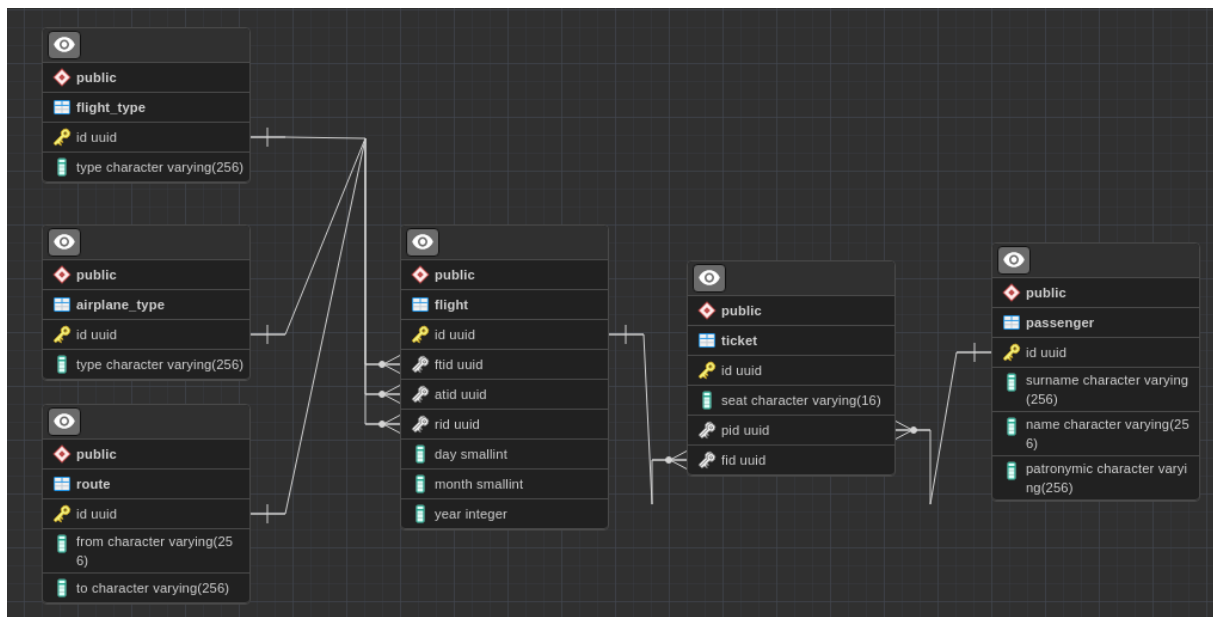 public
flight_type
id uuid
type character varying(256)
public
airplane_type
id uuid
type character varying(256)
public
route
id uuid
from character varying(25
6)
to character varying(256)
public
flight
id uuid
ftid uuid
atid uuid
rid uuid
day smallint
month smallint
year integer
public
ticket
id uuid
seat character varying(16)
pid uuid
fid uuid
public
passenger
id uuid
surname character varying
(256)
name character varying(25
6)
patronymic character varyi
ng(256)